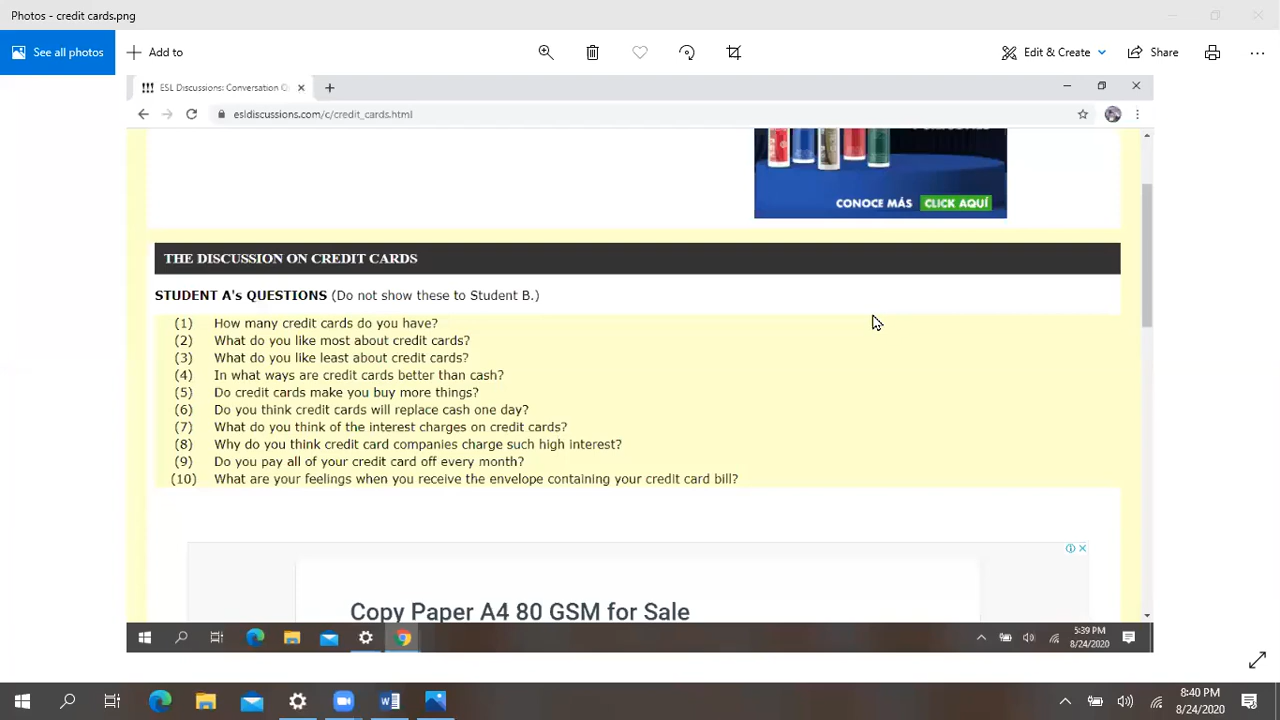 Photos - credit cards.png
See all photos
Add to
Edit & Create
Share
ESL Discussions: Conversation Q
esldiscussions.com/c/credit_cards.html
CONOCE MÁS CLICK AQUÍ
THE DISCUSSION ON CREDIT CARDS
STUDENT A's QUESTIONS (Do not show these to Student B.)
(1) How many credit cards do you have?
(2) What do you like most about credit cards?
(3) What do you like least about credit cards?
(4) In what ways are credit cards better than cash?
(5) Do credit cards make you buy more things?
(6) Do you think credit cards will replace cash one day?
(7) What do you think of the interest charges on credit cards?
(8) Why do you think credit card companies charge such high interest?
(9) Do you pay all of your credit card off every month?
(10) What are your feelings when you receive the envelope containing your credit card bill?
Copy Paper A4 80 GSM for Sale
5:39 PM
8/24/2020
8:40 PM
8/24/2020